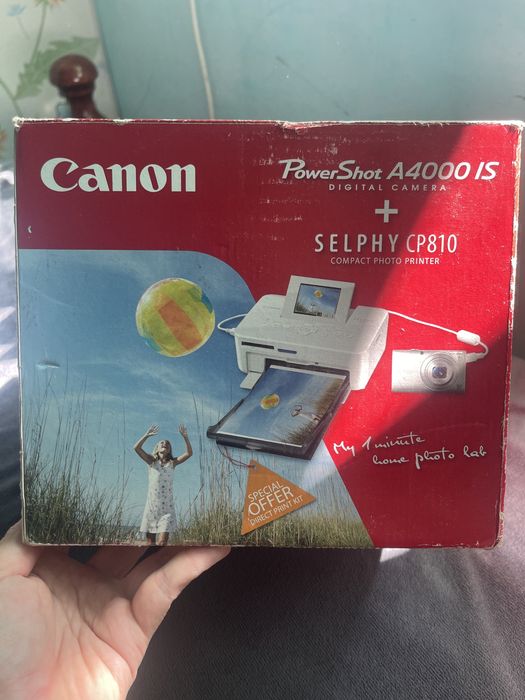 Canon
PowerShot A4000 IS
DIGITAL CAMERA
+
SELPHY CP810
COMPACT PHOTO PRINTER
My 1 minute
home photo lab
SPECIAL
OFFER
DIRECT PRINT KIT